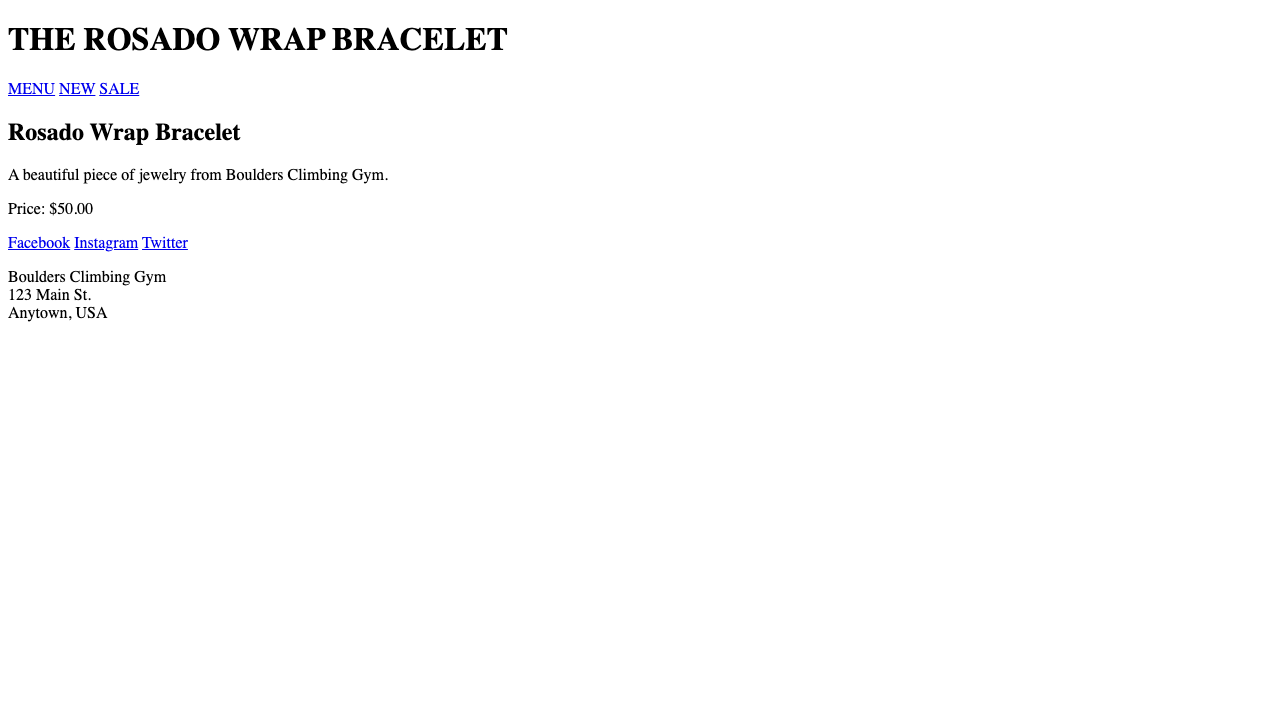 THE ROSADO WRAP BRACELET
MENU NEW SALE
Rosado Wrap Bracelet
A beautiful piece of jewelry from Boulders Climbing Gym.
Price: $50.00
Facebook Instagram Twitter
Boulders Climbing Gym
123 Main St.
Anytown, USA